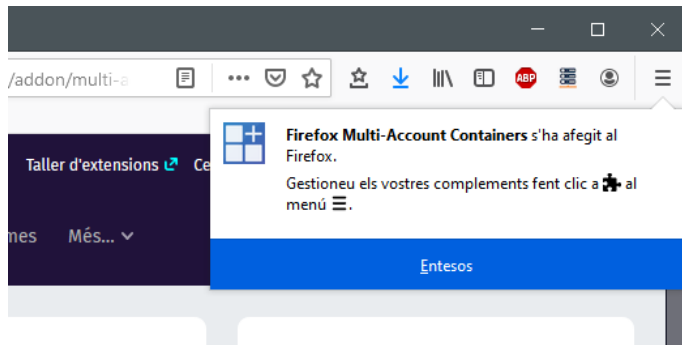 /addon/multi-a
ABP
Firefox Multi-Account Containers s'ha afegit al
Firefox.
Gestioneu els vostres complements fent clic a al
menú ☰.
Entesos
Taller d'extensions Ce
mes Més...